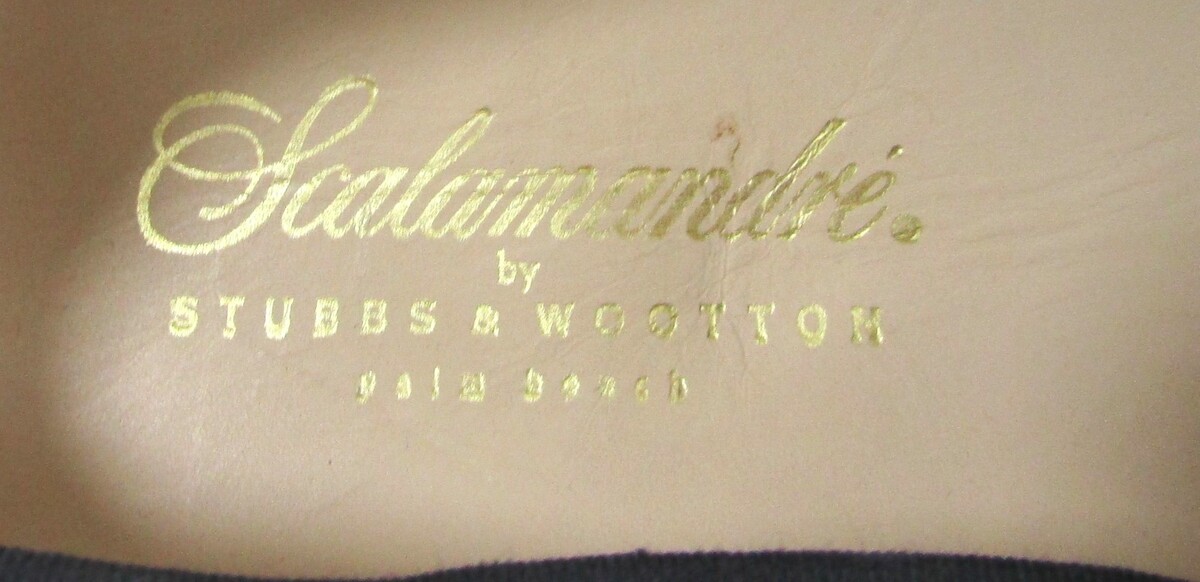 Scalamandré.
by
STUBBS & WOOTTON
palm beach